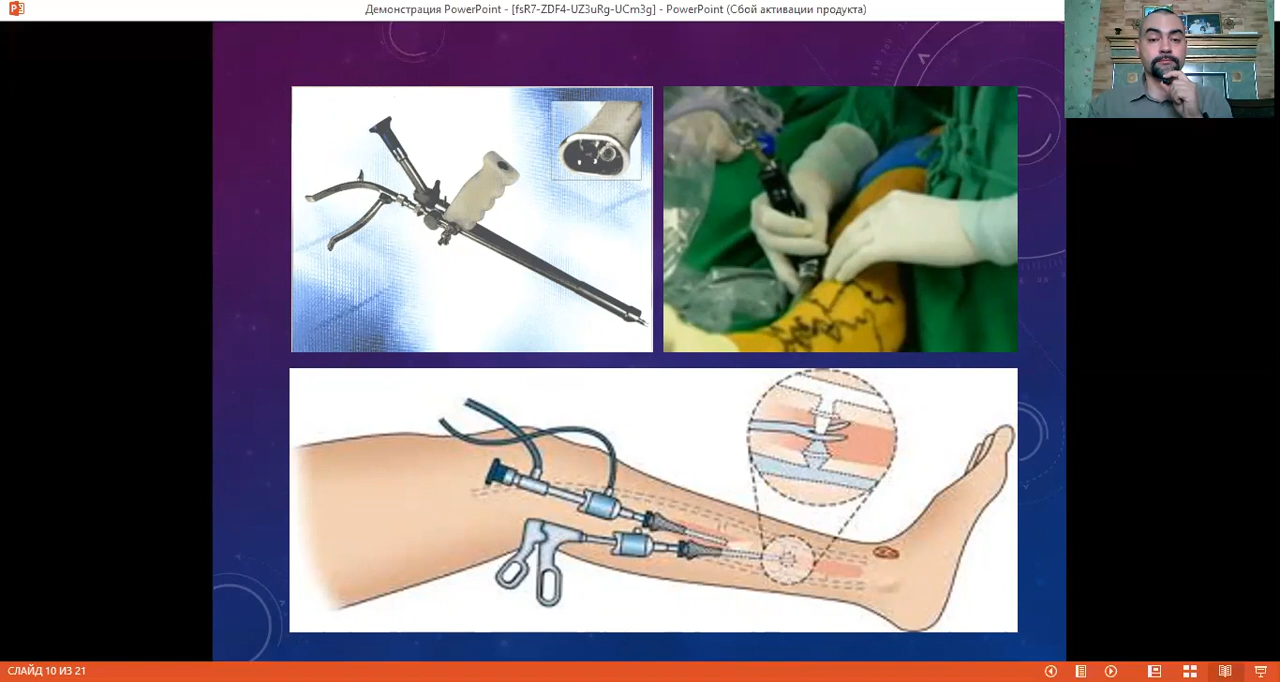 Демонстрация PowerPoint - [fsR7-ZDF4-UZ3uRg-UCm3g] - PowerPoint (Сбой активации продукта)
СЛАЙД 10 ИЗ 21